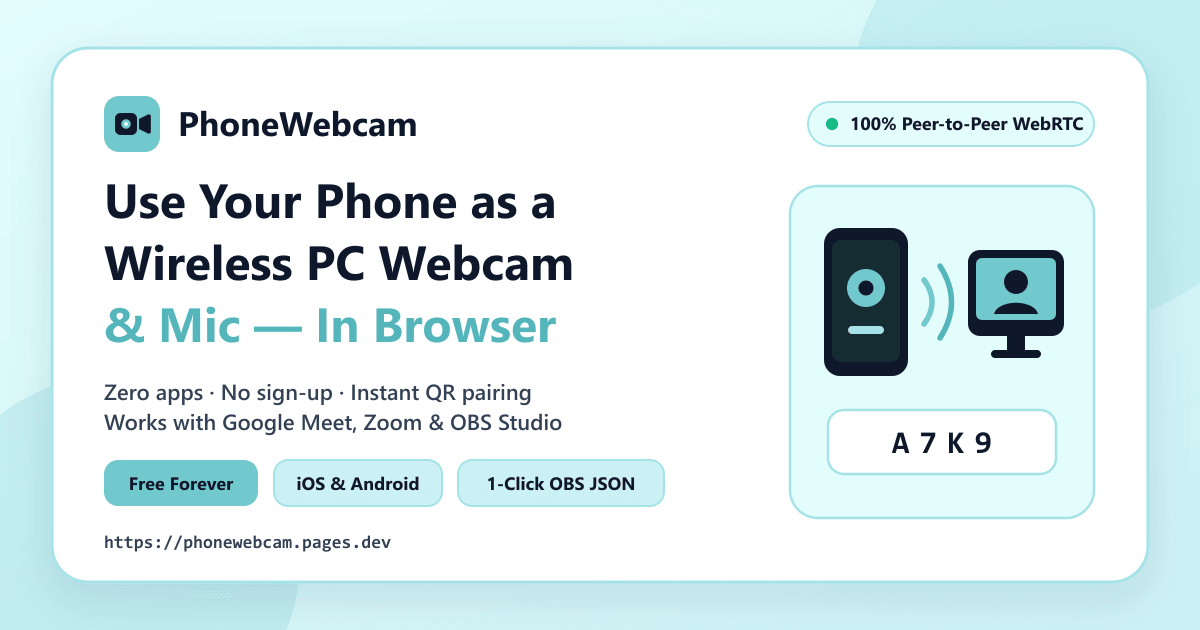 PhoneWebcam
100% Peer-to-Peer WebRTC
Use Your Phone as a
Wireless PC Webcam
& Mic — In Browser
Zero apps · No sign-up · Instant QR pairing
Works with Google Meet, Zoom & OBS Studio
Free Forever
iOS & Android
1-Click OBS JSON
https://phonewebcam.pages.dev
A7K9